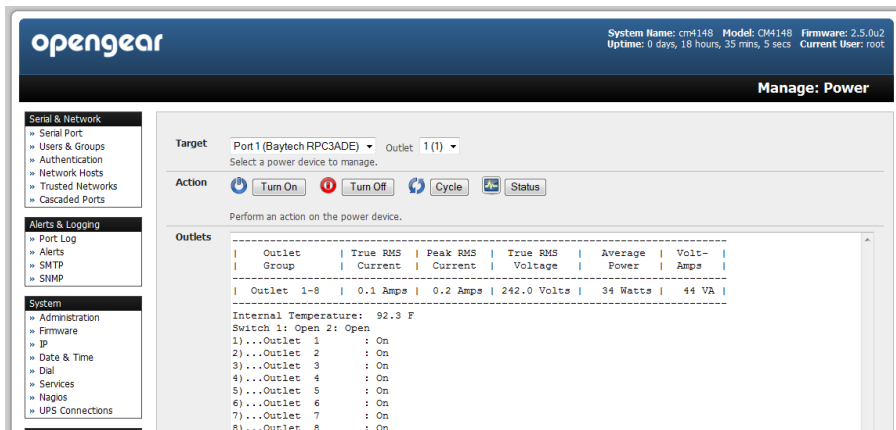 opengear
System Name: cm4148 Model: CM4148 Firmware: 2.5.0u2
Uptime: 0 days, 18 hours, 35 mins, 5 secs Current User: root
Manage: Power
Serial & Network
» Serial Port
» Users & Groups
» Authentication
» Network Hosts
» Trusted Networks
» Cascaded Ports
Alerts & Logging
» Port Log
» Alerts
» SMTP
» SNMP
System
» Administration
» Firmware
» IP
» Date & Time
» Dial
» Services
» Nagios
» UPS Connections
Target Port 1 (Baytech RPC3ADE) Outlet 1 (1)
Select a power device to manage.
Action Turn On Turn Off Cycle Status
Perform an action on the power device.
Outlets
--------------------------------------------------------------------------
| Outlet | True RMS | Peak RMS | True RMS | Average | Volt- |
| Group | Current | Current | Voltage | Power | Amps |
--------------------------------------------------------------------------
| Outlet 1-8 | 0.1 Amps | 0.2 Amps | 242.0 Volts | 34 Watts | 44 VA |
--------------------------------------------------------------------------
Internal Temperature: 92.3 F
Switch 1: Open 2: Open
1)...Outlet 1 : On
2)...Outlet 2 : On
3)...Outlet 3 : On
4)...Outlet 4 : On
5)...Outlet 5 : On
6)...Outlet 6 : On
7)...Outlet 7 : On
8)...Outlet 8 : On